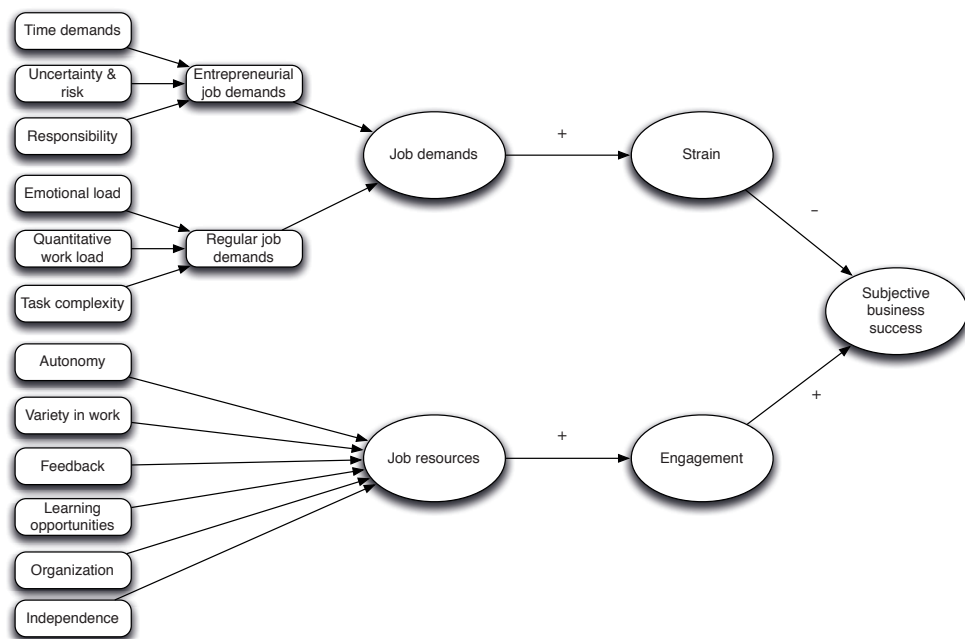 Time demands
Uncertainty &
risk
Responsibility
Entrepreneurial
job demands
Emotional load
Quantitative
work load
Task complexity
Regular job
demands
Job demands
+
Strain
-
Subjective
business
success
Autonomy
Variety in work
Feedback
Learning
opportunities
Organization
Independence
Job resources
+
Engagement
+